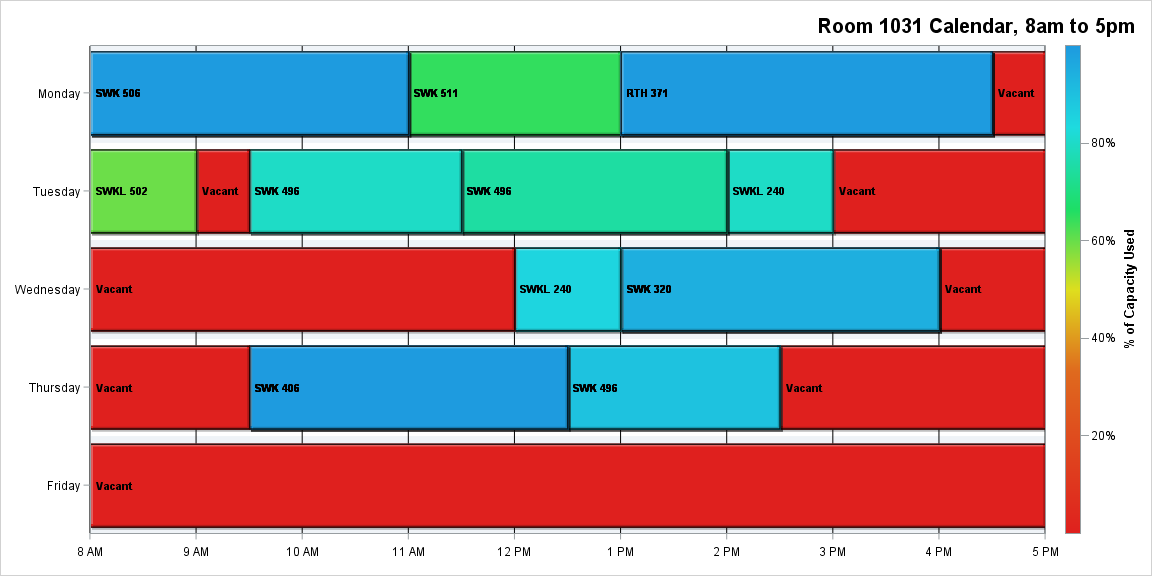 Room 1031 Calendar, 8am to 5pm
Monday
SWK 506
SWK 511
RTH 371
Vacant
Tuesday
SWKL 502
Vacant
SWK 496
SWK 496
SWKL 240
Vacant
Wednesday
Vacant
SWKL 240
SWK 320
Vacant
Thursday
Vacant
SWK 406
SWK 496
Vacant
Friday
Vacant
8 AM
9 AM
10 AM
11 AM
12 PM
1 PM
2 PM
3 PM
4 PM
5 PM
80%
60%
40%
20%
% of Capacity Used